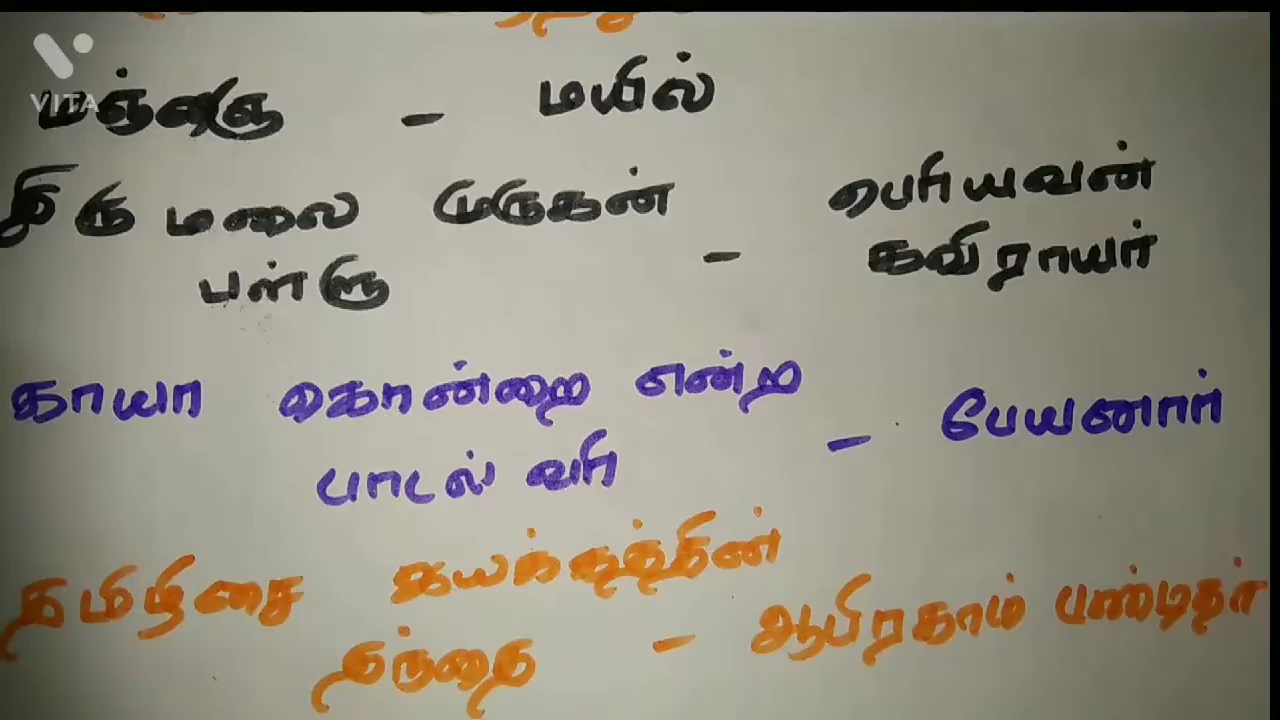 VITA
மஞ்ஞை - மயில்
திருமலை முருகன் பள்ளு - பெரியவன் கவிராயர்
காயா கொன்றை என்ற பாடல் வரி - பேயனார்
தமிழிசை இயக்கத்தின் தந்தை - ஆபிரகாம் பண்டிதர்